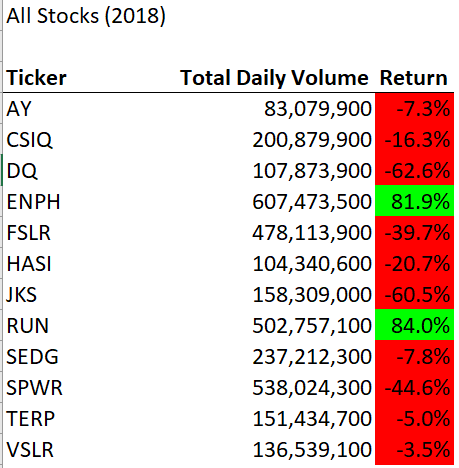 All Stocks (2018)
Ticker Total Daily Volume Return
AY 83,079,900 -7.3%
CSIQ 200,879,900 -16.3%
DQ 107,873,900 -62.6%
ENPH 607,473,500 81.9%
FSLR 478,113,900 -39.7%
HASI 104,340,600 -20.7%
JKS 158,309,000 -60.5%
RUN 502,757,100 84.0%
SEDG 237,212,300 -7.8%
SPWR 538,024,300 -44.6%
TERP 151,434,700 -5.0%
VSLR 136,539,100 -3.5%